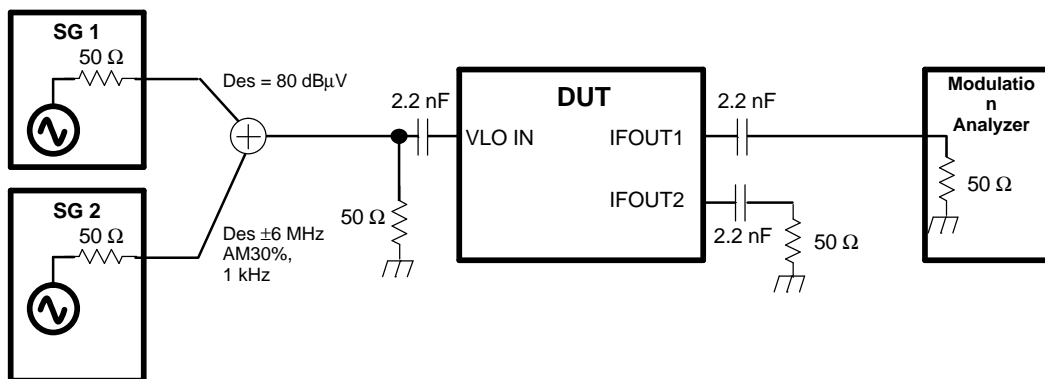 SG 1
50 Ω
Des = 80 dBμV
SG 2
50 Ω
Des ±6 MHz
AM30%,
1 kHz
50 Ω
2.2 nF
DUT
VLO IN
IFOUT1
IFOUT2
2.2 nF
2.2 nF
50 Ω
Modulatio
n
Analyzer
50 Ω